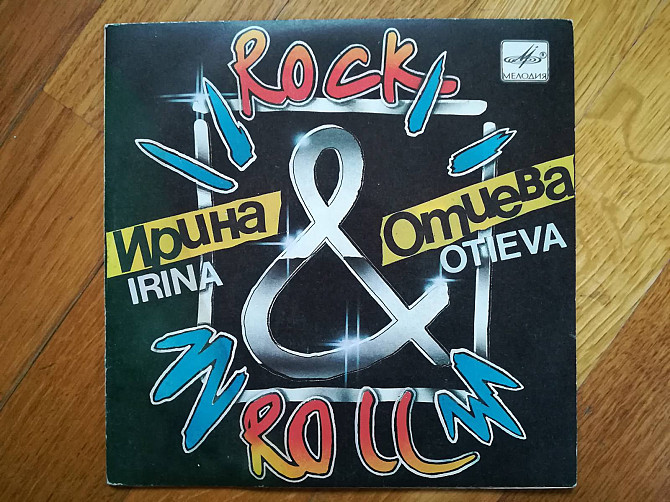 ROCK
МЕЛОДИЯ
&
Ирина
IRINA
Отиева
OTIEVA
ROLL